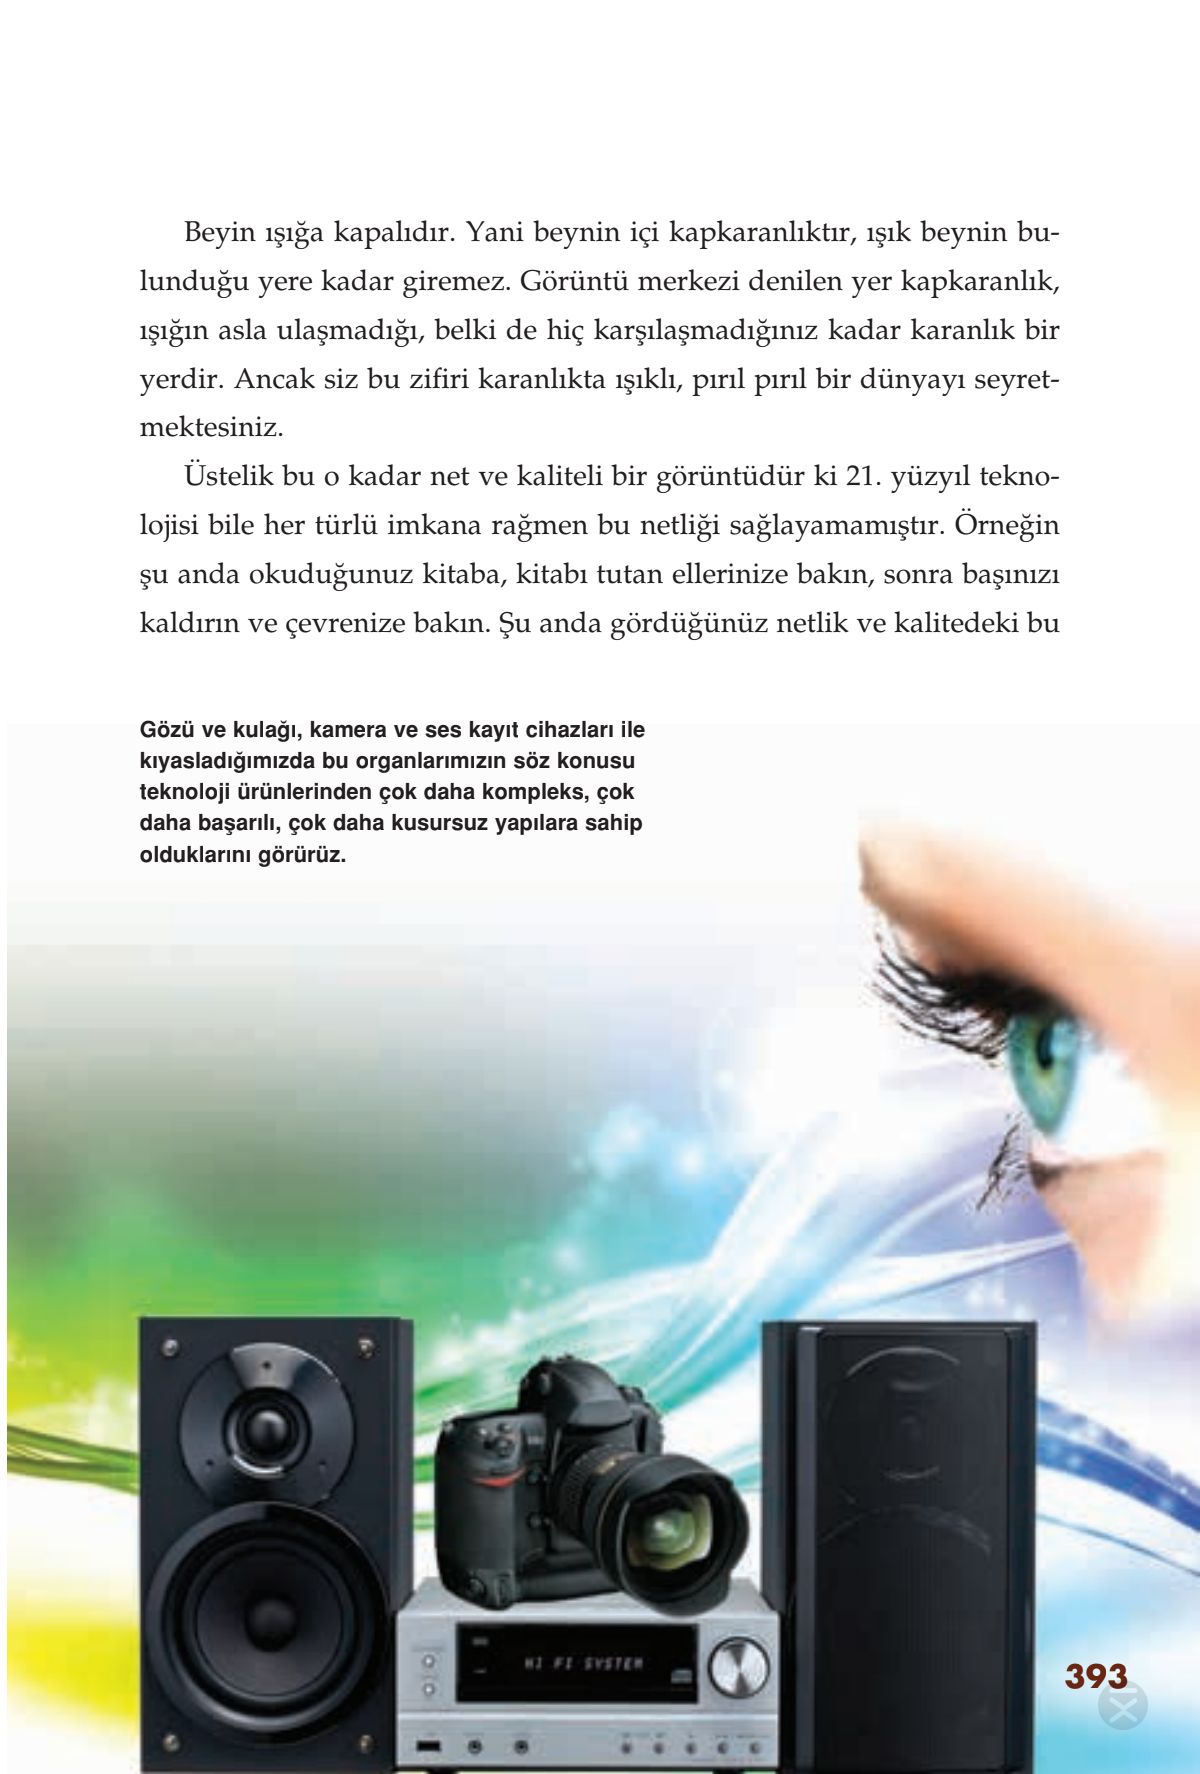 Beyin ışığa kapalıdır. Yani beynin içi kapkaranlıktır, ışık beynin bu-
lunduğu yere kadar giremez. Görüntü merkezi denilen yer kapkaranlık,
ışığın asla ulaşmadığı, belki de hiç karşılaşmadığınız kadar karanlık bir
yerdir. Ancak siz bu zifiri karanlıkta ışıklı, pırıl pırıl bir dünyayı seyret-
mektesiniz.
Üstelik bu o kadar net ve kaliteli bir görüntüdür ki 21. yüzyıl tekno-
lojisi bile her türlü imkana rağmen bu netliği sağlayamamıştır. Örneğin
şu anda okuduğunuz kitaba, kitabı tutan ellerinize bakın, sonra başınızı
kaldırın ve çevrenize bakın. Şu anda gördüğünüz netlik ve kalitedeki bu
Gözü ve kulağı, kamera ve ses kayıt cihazları ile
kıyasladığımızda bu organlarımızın söz konusu
teknoloji ürünlerinden çok daha kompleks, çok
daha başarılı, çok daha kusursuz yapılara sahip
olduklarını görürüz.
HI FI SYSTEM
393